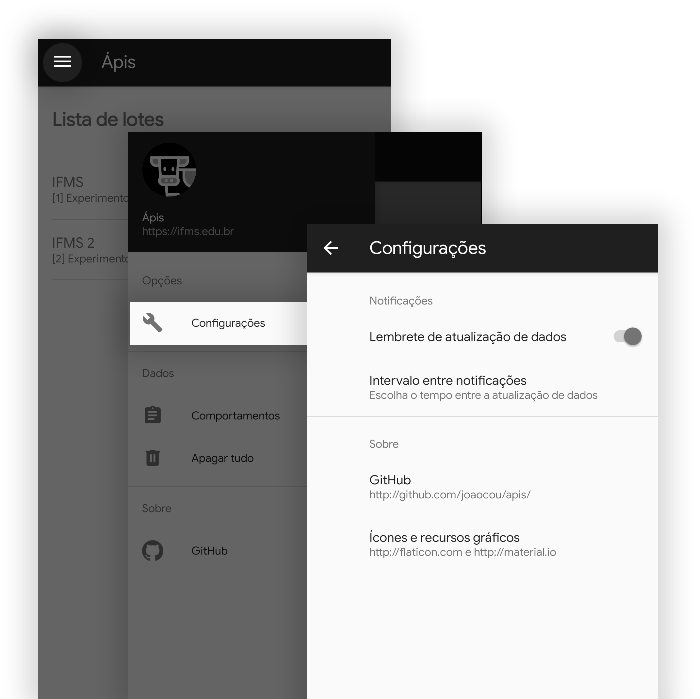 Ápis
Lista de lotes
IFMS
[1] Experimento
IFMS 2
[2] Experimento
Ápis
https://ifms.edu.br
Opções
Configurações
Dados
Comportamentos
Apagar tudo
Sobre
GitHub
Configurações
Notificações
Lembrete de atualização de dados
Intervalo entre notificações
Escolha o tempo entre a atualização de dados
Sobre
GitHub
http://github.com/joaocou/apis/
Ícones e recursos gráficos
http://flaticon.com e http://material.io